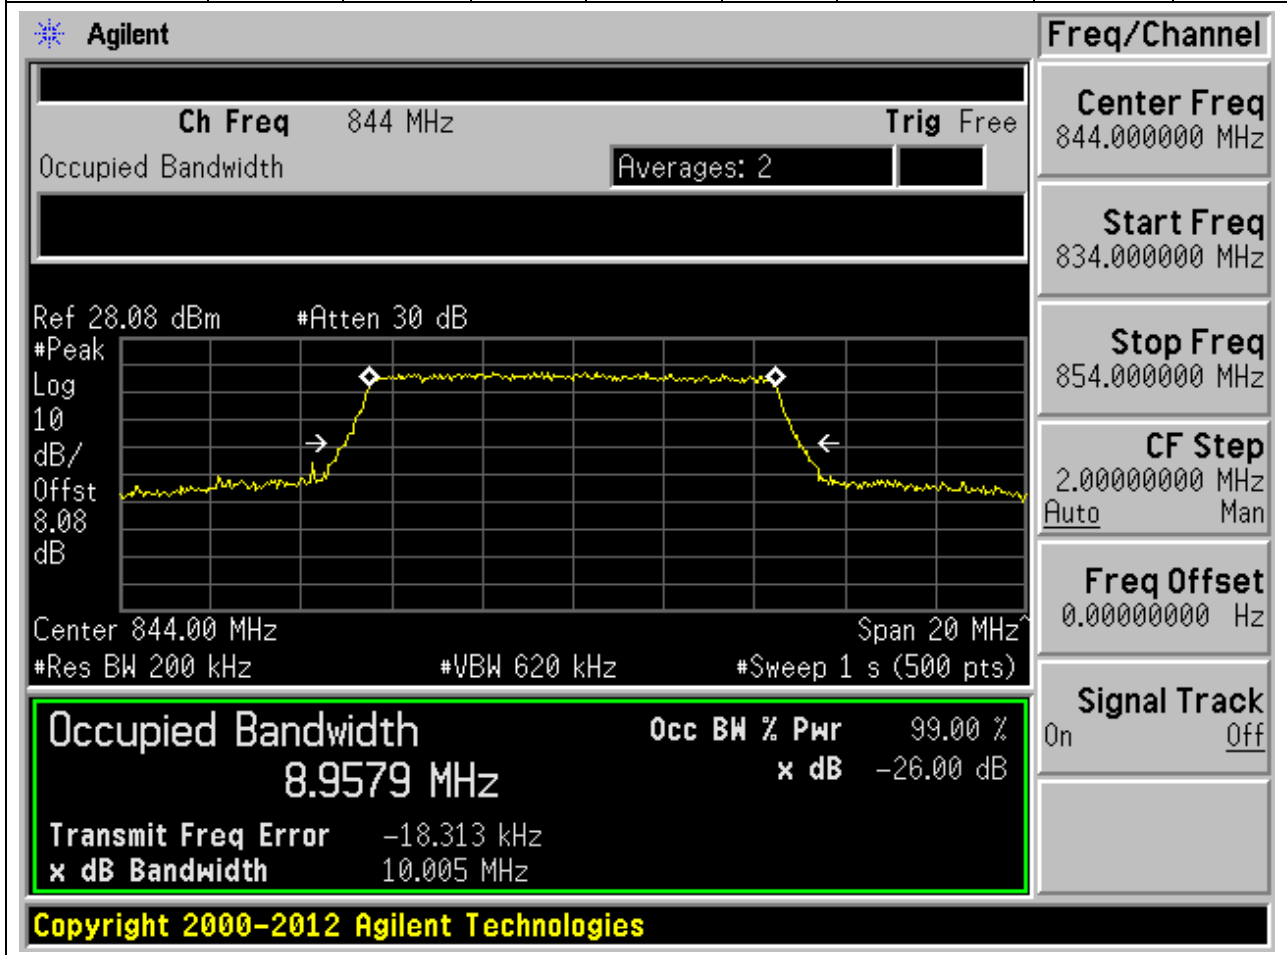 Agilent
Freq/Channel
Ch Freq 844 MHz Trig Free
Occupied Bandwidth Averages: 2
Center Freq
844.000000 MHz
Start Freq
834.000000 MHz
Stop Freq
854.000000 MHz
CF Step
2.00000000 MHz
Auto Man
Freq Offset
0.00000000 Hz
Signal Track
On Off
Ref 28.08 dBm #Atten 30 dB
#Peak
Log
10
dB/
Offst
8.08
dB
Center 844.00 MHz Span 20 MHz^
#Res BW 200 kHz #VBW 620 kHz #Sweep 1 s (500 pts)
Occupied Bandwidth Occ BW % Pwr 99.00 %
8.9579 MHz x dB -26.00 dB
Transmit Freq Error -18.313 kHz
x dB Bandwidth 10.005 MHz
Copyright 2000-2012 Agilent Technologies